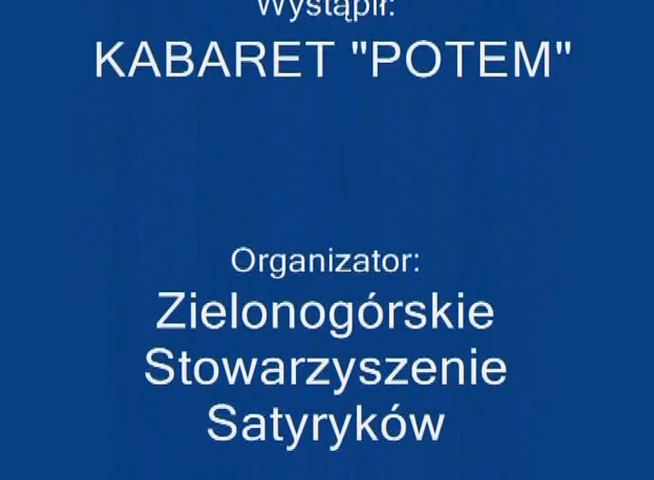 Wystąpił:
KABARET "POTEM"
Organizator:
Zielonogórskie
Stowarzyszenie
Satyryków